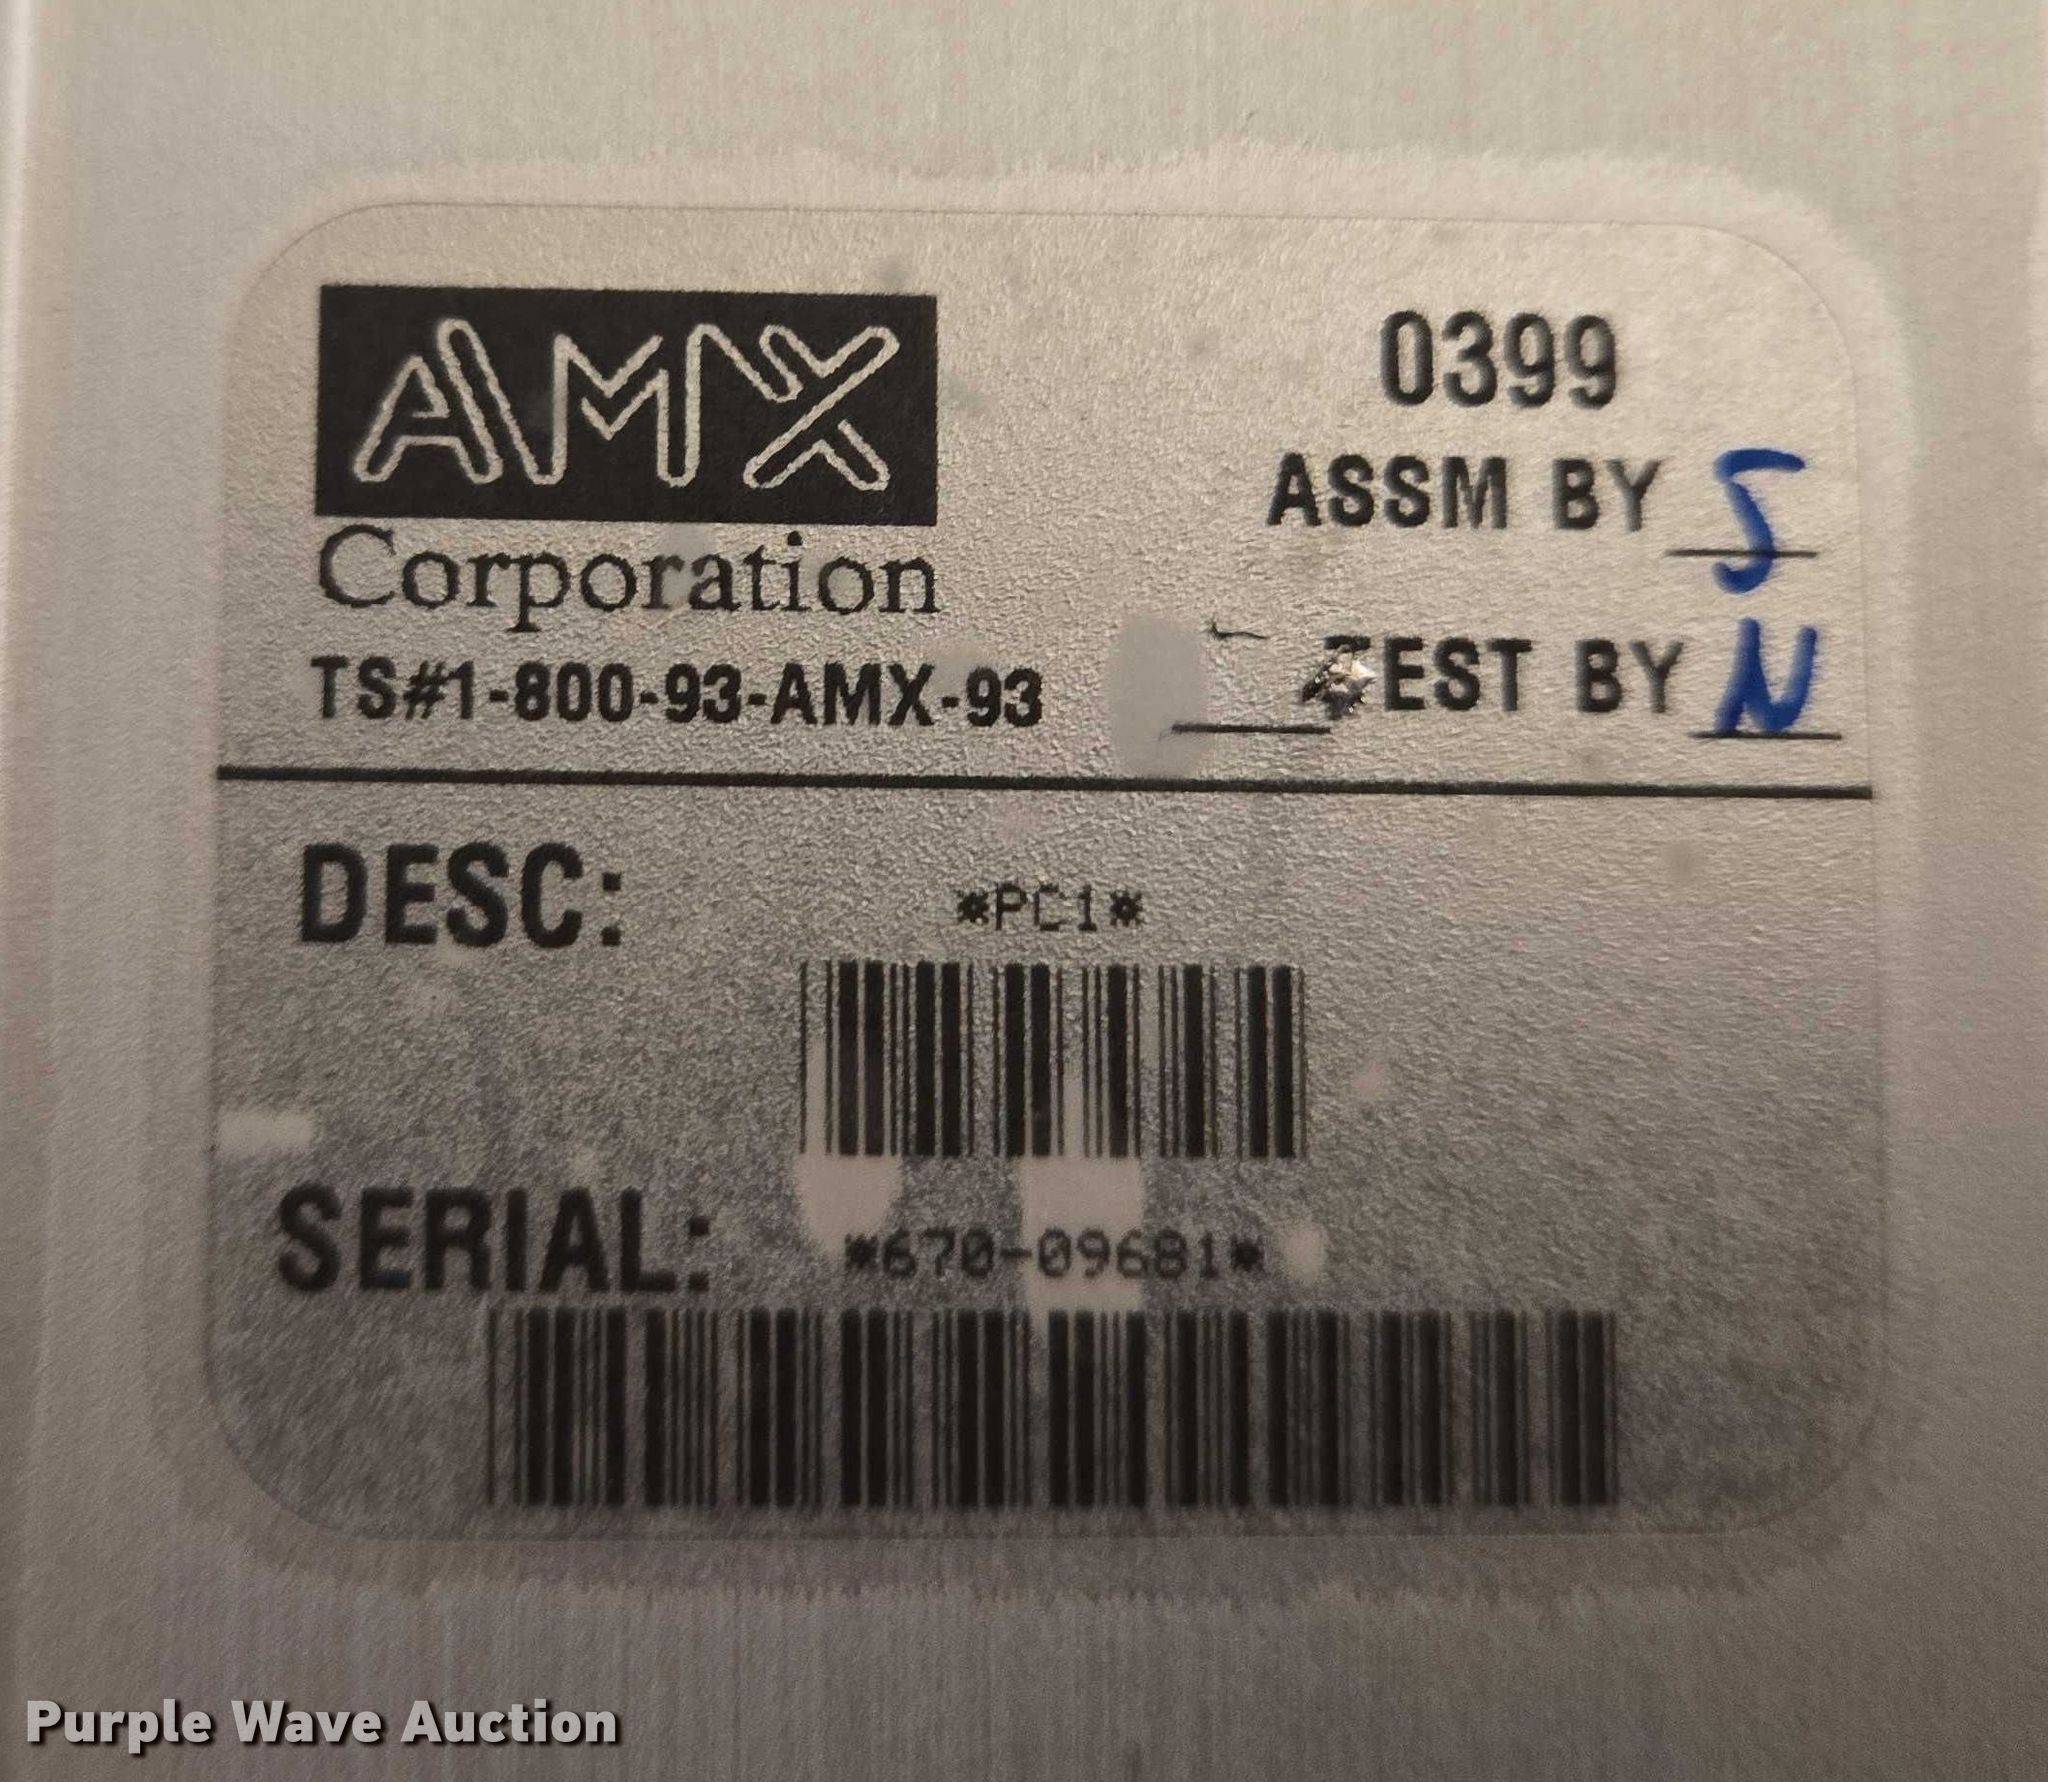 AMX
Corporation
TS#1-800-93-AMX-93
0399
ASSM BY S
TEST BY N
DESC: *PC1*
SERIAL: *670-09681*
Purple Wave Auction